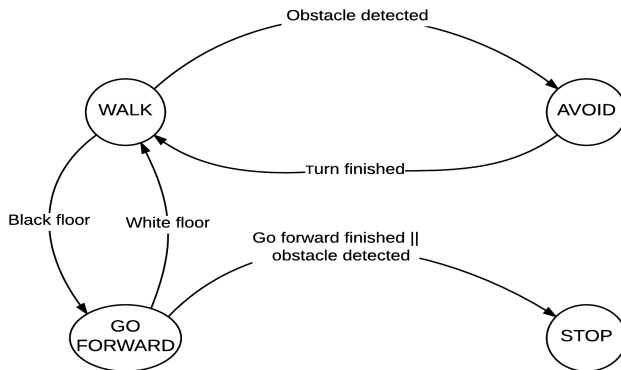 Obstacle detected
WALK
AVOID
Turn finished
Black floor
White floor
Go forward finished ||
obstacle detected
GO
FORWARD
STOP